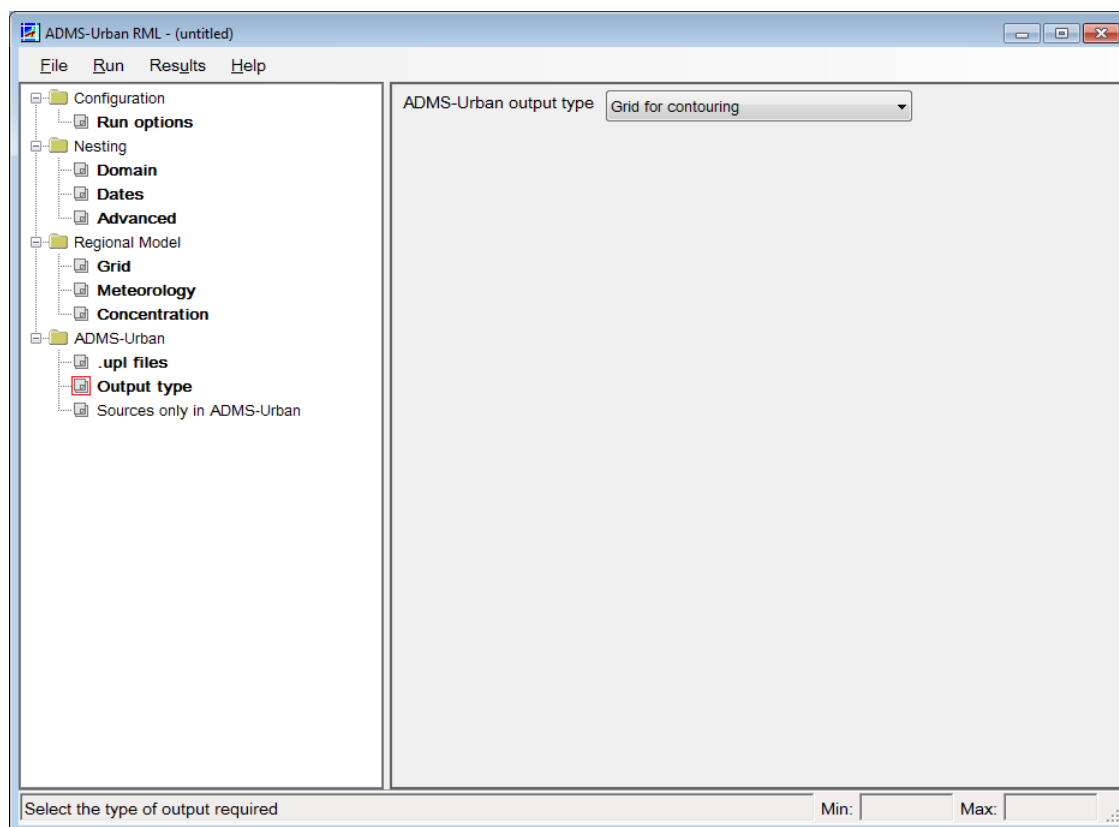 ADMS-Urban RML - (untitled)
File Run Results Help
Configuration
Run options
Nesting
Domain
Dates
Advanced
Regional Model
Grid
Meteorology
Concentration
ADMS-Urban
.upl files
Output type
Sources only in ADMS-Urban
ADMS-Urban output type Grid for contouring
Select the type of output required Min: Max: